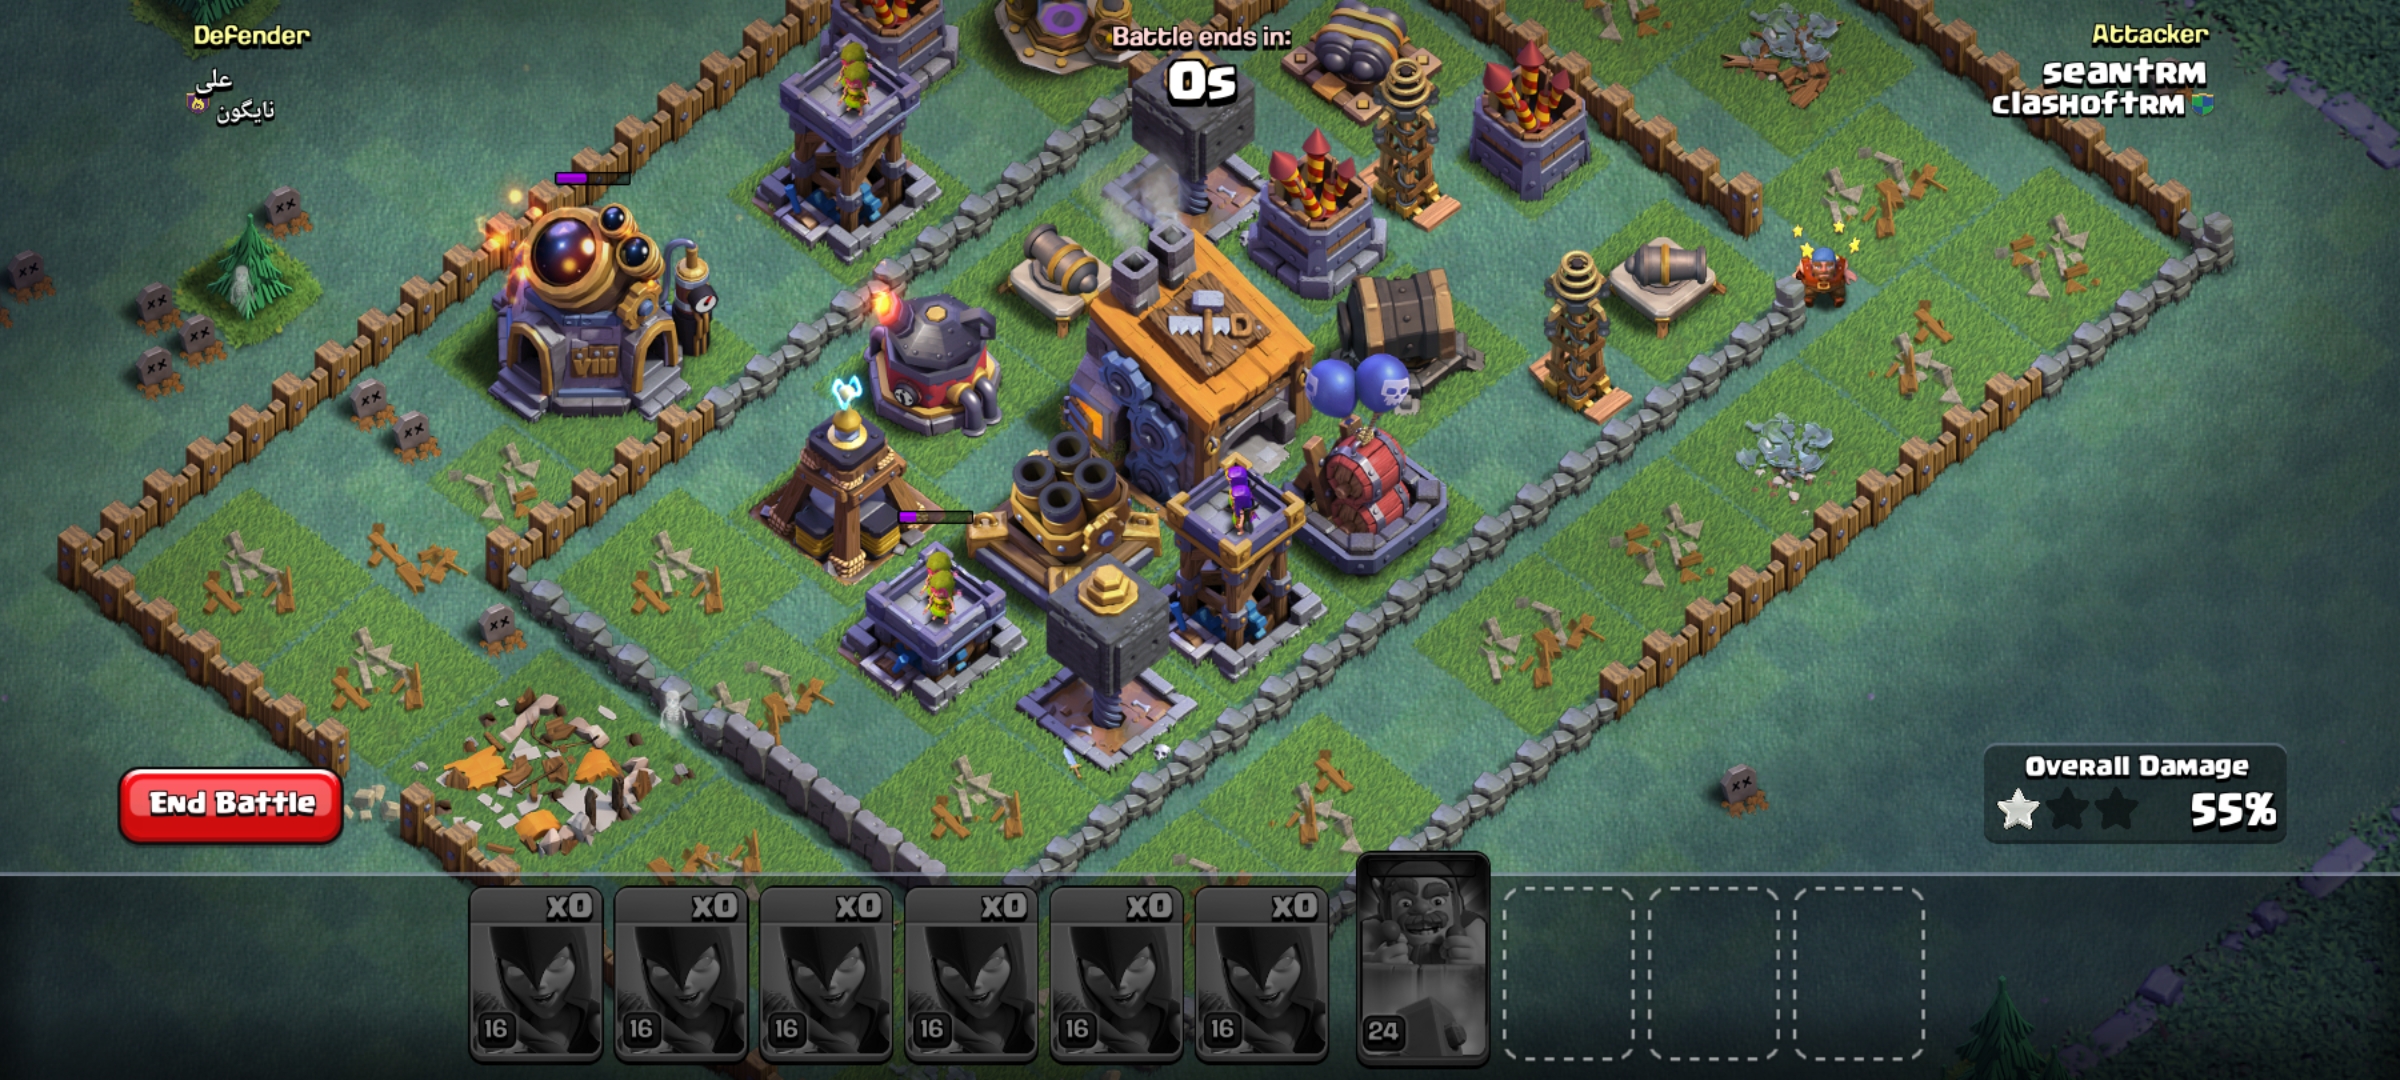 Defender
علی
نایگون
Battle ends in:
0s
Attacker
seantRM
clashoftRM
VIII
End Battle
Overall Damage
55%
x0
x0
x0
x0
x0
x0
16
16
16
16
16
16
24